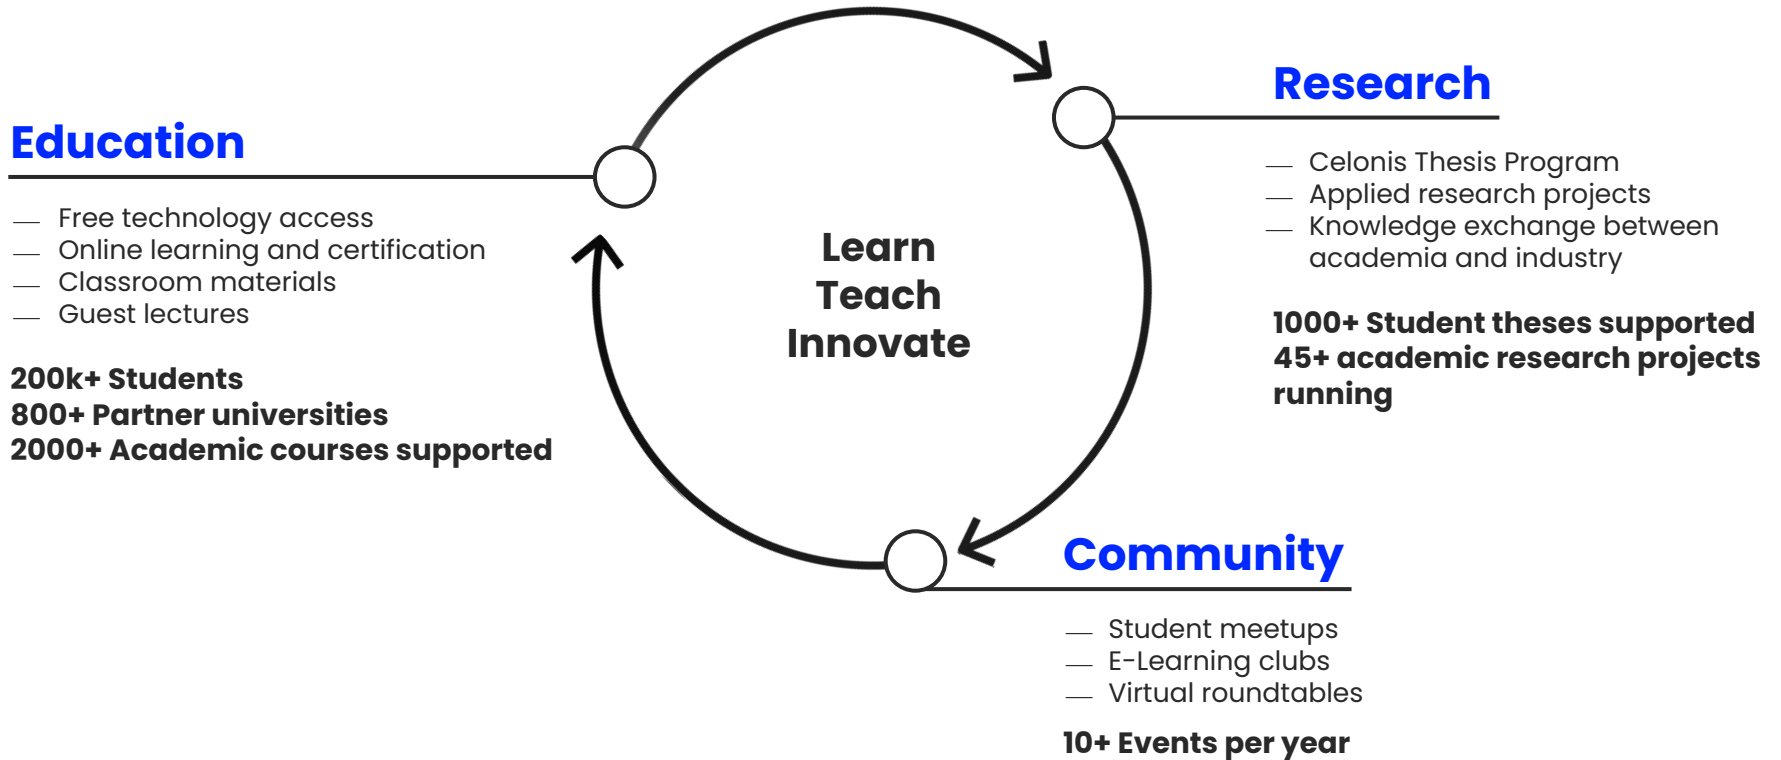 Education
— Free technology access
— Online learning and certification
— Classroom materials
— Guest lectures
200k+ Students
800+ Partner universities
2000+ Academic courses supported
Learn
Teach
Innovate
Research
— Celonis Thesis Program
— Applied research projects
— Knowledge exchange between
academia and industry
1000+ Student theses supported
45+ academic research projects
running
Community
— Student meetups
— E-Learning clubs
— Virtual roundtables
10+ Events per year